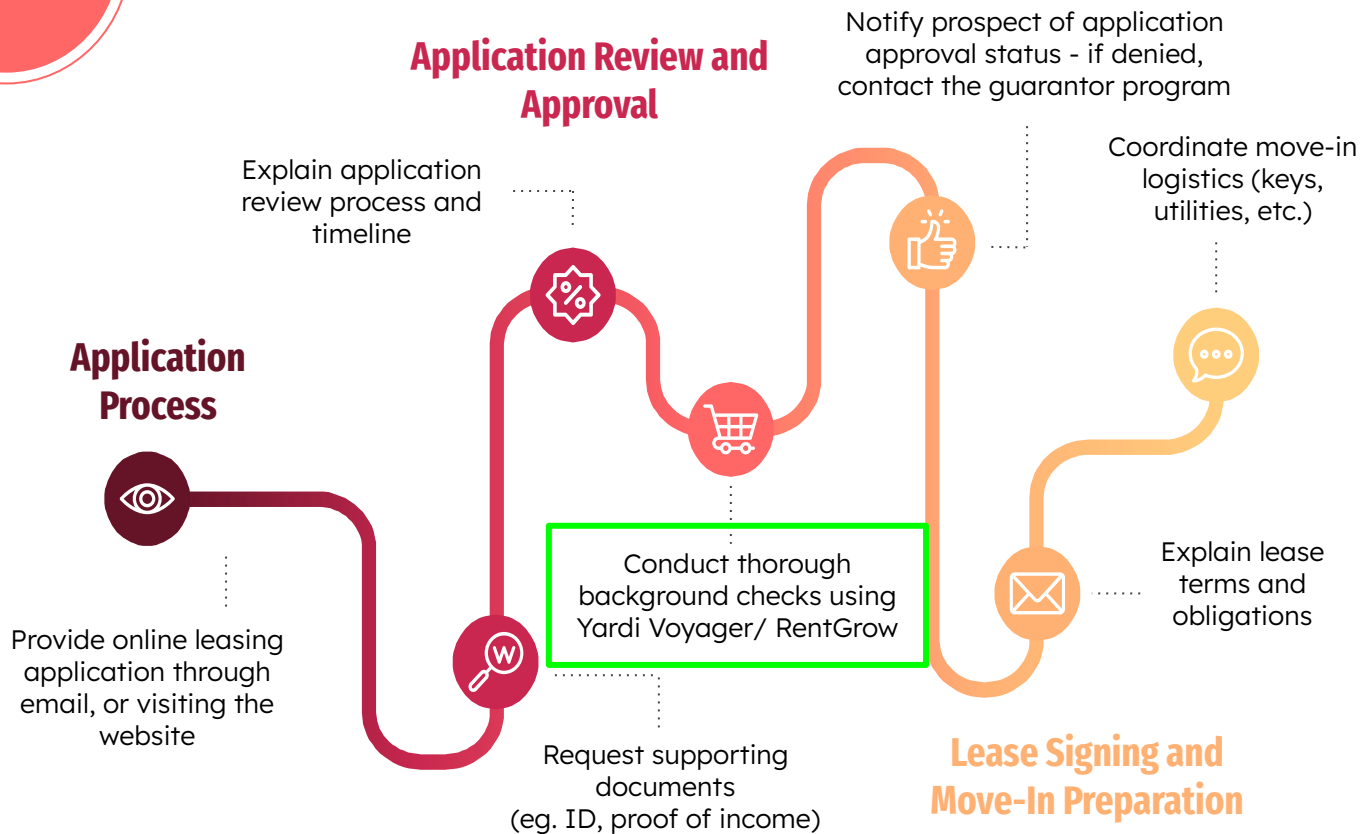 Application Review and
Approval
Notify prospect of application
approval status - if denied,
contact the guarantor program
Explain application
review process and
timeline
Coordinate move-in
logistics (keys,
utilities, etc.)
%
Application
Process
Conduct thorough
background checks using
Yardi Voyager/ RentGrow
Explain lease
terms and
obligations
Provide online leasing
application through
email, or visiting the
website
W
Request supporting
documents
(eg. ID, proof of income)
Lease Signing and
Move-In Preparation